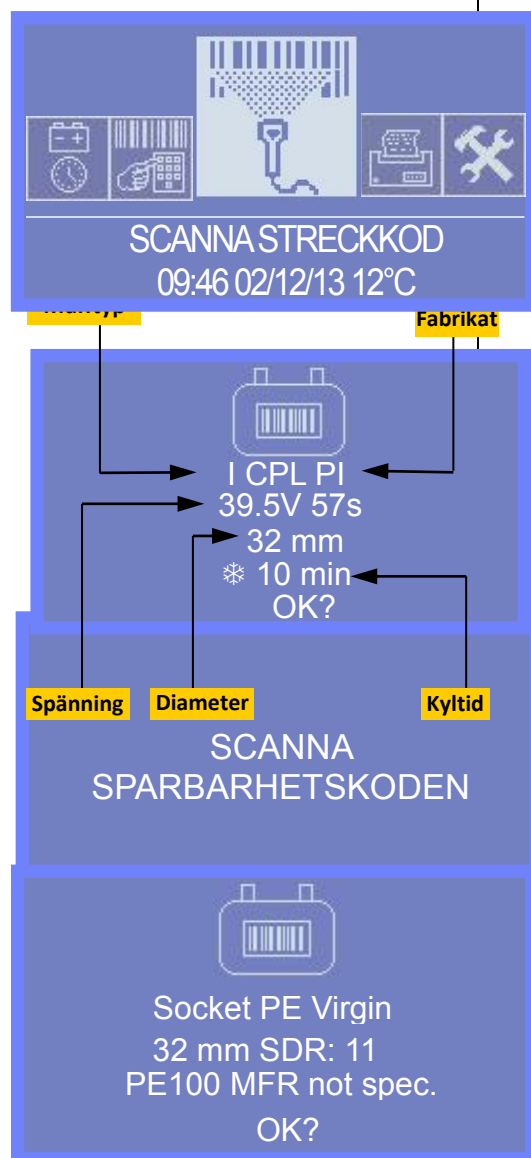 SCANNA STRECKKOD
09:46 02/12/13 12°C
Fabrikat
I CPL PI
39.5V 57s
32 mm
❄ 10 min
OK?
Spänning Diameter Kyltid
SCANNA
SPARBARHETSKODEN
Socket PE Virgin
32 mm SDR: 11
PE100 MFR not spec.
OK?